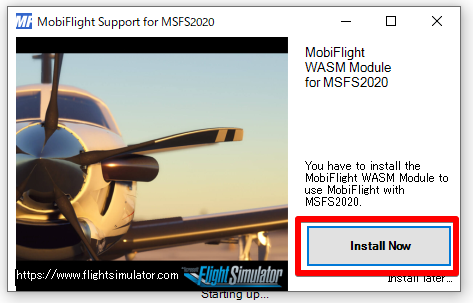 MF MobiFlight Support for MSFS2020
MobiFlight
WASM Module
for MSFS2020
You have to install the
MobiFlight WASM Module to
use MobiFlight with
MSFS2020.
Install Now
Install later...
https://www.flightsimulator.com
Flight Simulator
Starting up...